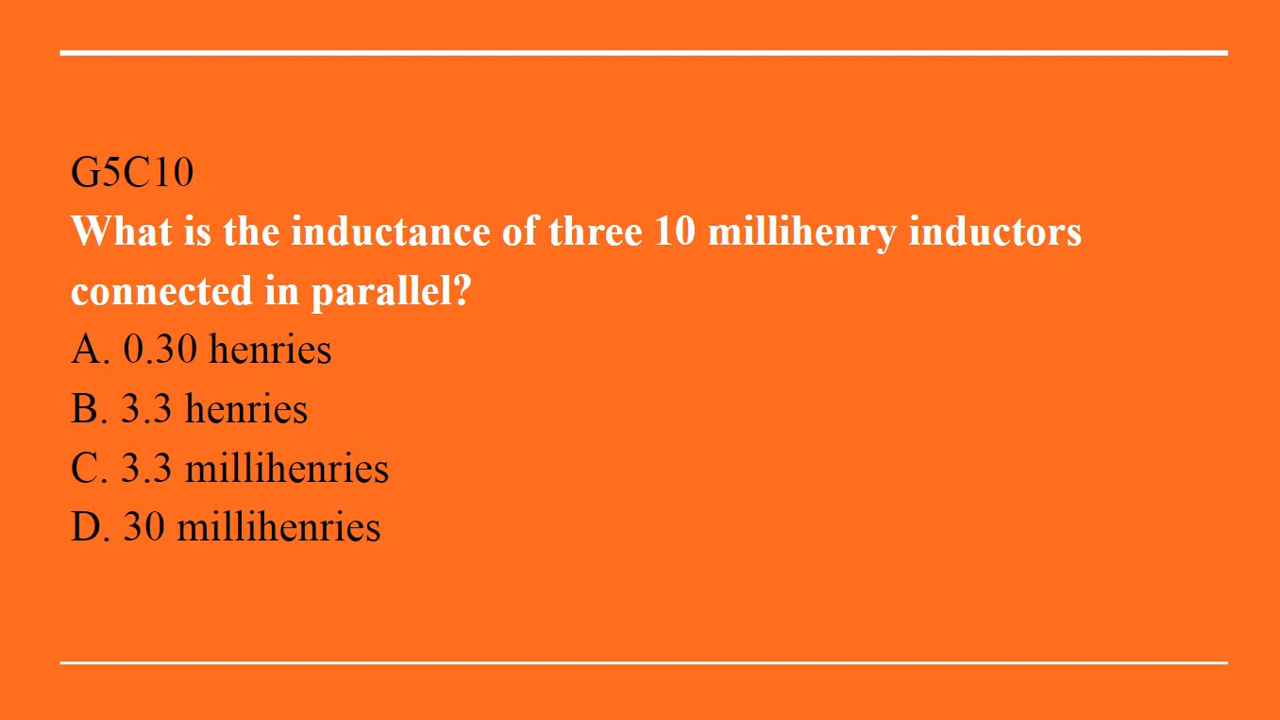 G5C10
What is the inductance of three 10 millihenry inductors
connected in parallel?
A. 0.30 henries
B. 3.3 henries
C. 3.3 millihenries
D. 30 millihenries